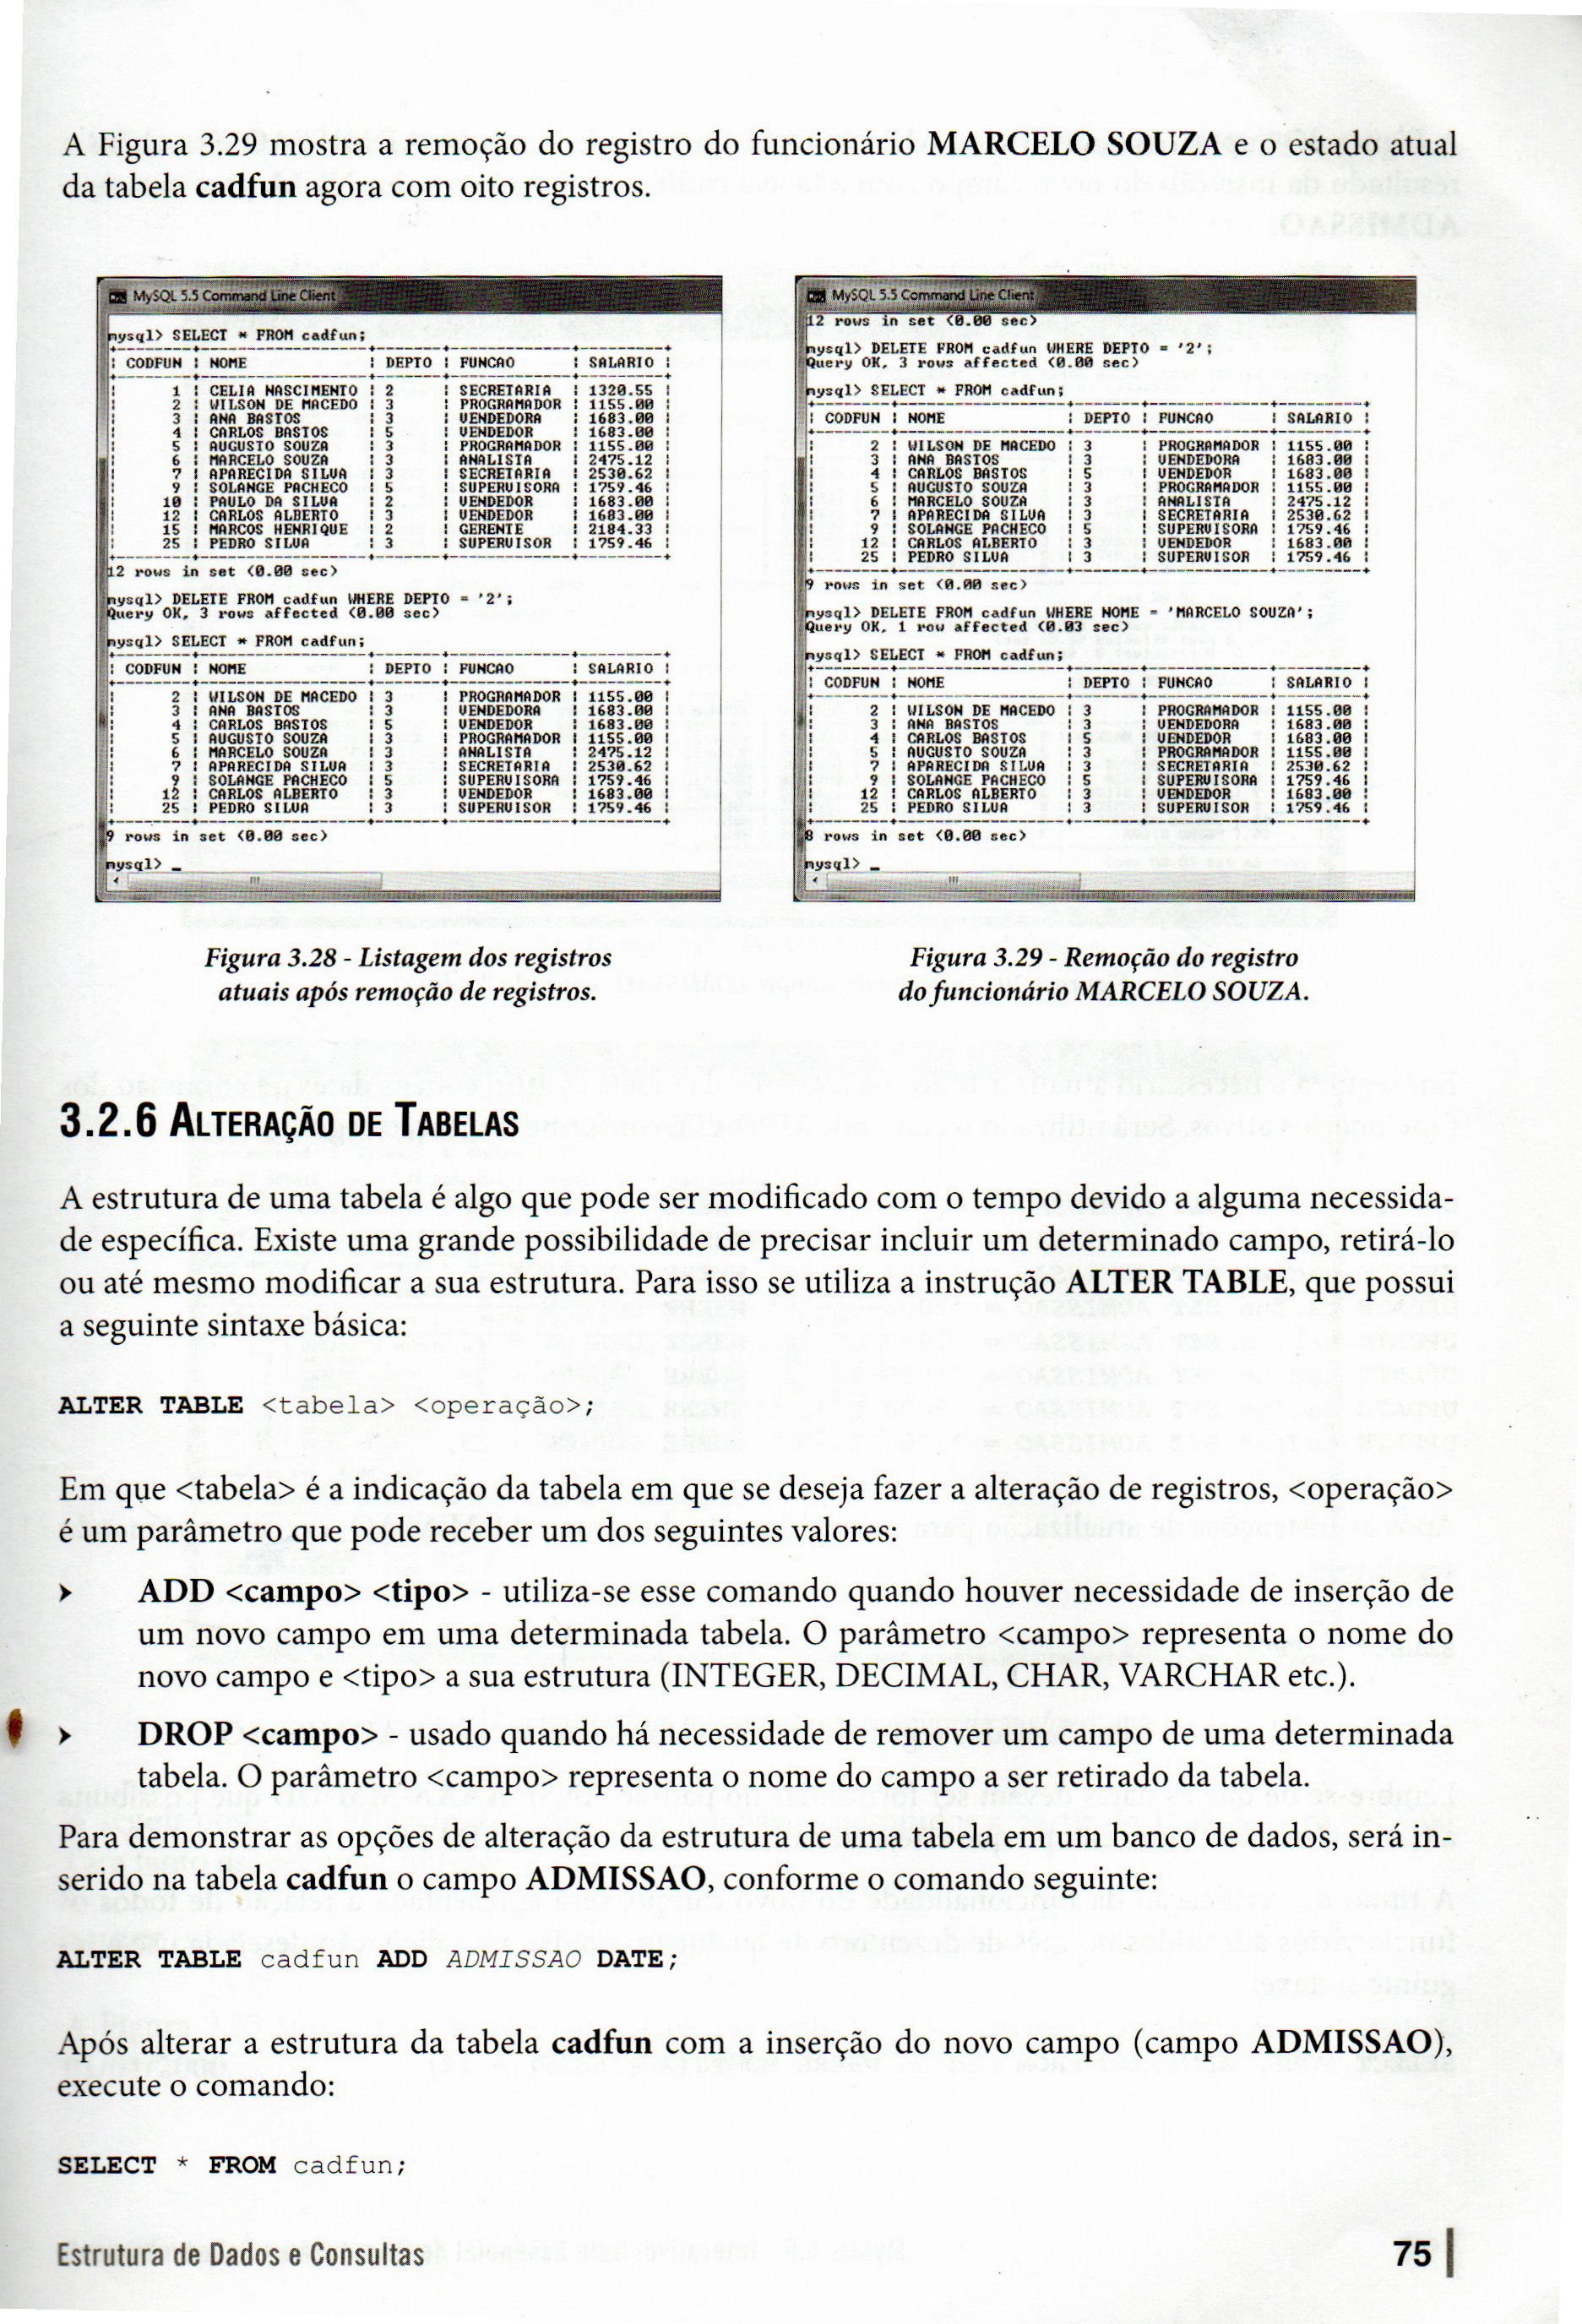 A Figura 3.29 mostra a remoção do registro do funcionário MARCELO SOUZA e o estado atual
da tabela cadfun agora com oito registros.
MySQL 5.5 Command Line Client
mysql> SELECT * FROM cadfun;
| CODFUN | NOME | DEPTO | FUNCAO | SALARIO |
| 1 | CELIA NASCIMENTO | 2 | SECRETARIA | 1320.55 |
| 2 | WILSON DE MACEDO | 3 | PROGRAMADOR | 1155.00 |
| 3 | ANA BASTOS | 3 | VENDEDORA | 1683.00 |
| 4 | CARLOS BASTOS | 5 | VENDEDOR | 1683.00 |
| 5 | AUGUSTO SOUZA | 3 | PROGRAMADOR | 1155.00 |
| 6 | MARCELO SOUZA | 3 | ANALISTA | 2475.12 |
| 7 | APARECIDA SILVA | 3 | SECRETARIA | 2530.62 |
| 9 | SOLANGE PACHECO | 5 | SUPERVISORA | 1759.46 |
| 10 | PAULO DA SILVA | 2 | VENDEDOR | 1683.00 |
| 12 | CARLOS ALBERTO | 3 | VENDEDOR | 1683.00 |
| 15 | MARCOS HENRIQUE | 2 | GERENTE | 2184.33 |
| 25 | PEDRO SILVA | 3 | SUPERVISOR | 1759.46 |
12 rows in set (0.00 sec)
mysql> DELETE FROM cadfun WHERE DEPTO = '2';
Query OK, 3 rows affected (0.00 sec)
mysql> SELECT * FROM cadfun;
| CODFUN | NOME | DEPTO | FUNCAO | SALARIO |
| 2 | WILSON DE MACEDO | 3 | PROGRAMADOR | 1155.00 |
| 3 | ANA BASTOS | 3 | VENDEDORA | 1683.00 |
| 4 | CARLOS BASTOS | 5 | VENDEDOR | 1683.00 |
| 5 | AUGUSTO SOUZA | 3 | PROGRAMADOR | 1155.00 |
| 6 | MARCELO SOUZA | 3 | ANALISTA | 2475.12 |
| 7 | APARECIDA SILVA | 3 | SECRETARIA | 2530.62 |
| 9 | SOLANGE PACHECO | 5 | SUPERVISORA | 1759.46 |
| 12 | CARLOS ALBERTO | 3 | VENDEDOR | 1683.00 |
| 25 | PEDRO SILVA | 3 | SUPERVISOR | 1759.46 |
9 rows in set (0.00 sec)
mysql> _
Figura 3.28 - Listagem dos registros
atuais após remoção de registros.
MySQL 5.5 Command Line Client
12 rows in set (0.00 sec)
mysql> DELETE FROM cadfun WHERE DEPTO = '2';
Query OK, 3 rows affected (0.00 sec)
mysql> SELECT * FROM cadfun;
| CODFUN | NOME | DEPTO | FUNCAO | SALARIO |
| 2 | WILSON DE MACEDO | 3 | PROGRAMADOR | 1155.00 |
| 3 | ANA BASTOS | 3 | VENDEDORA | 1683.00 |
| 4 | CARLOS BASTOS | 5 | VENDEDOR | 1683.00 |
| 5 | AUGUSTO SOUZA | 3 | PROGRAMADOR | 1155.00 |
| 6 | MARCELO SOUZA | 3 | ANALISTA | 2475.12 |
| 7 | APARECIDA SILVA | 3 | SECRETARIA | 2530.62 |
| 9 | SOLANGE PACHECO | 5 | SUPERVISORA | 1759.46 |
| 12 | CARLOS ALBERTO | 3 | VENDEDOR | 1683.00 |
| 25 | PEDRO SILVA | 3 | SUPERVISOR | 1759.46 |
9 rows in set (0.00 sec)
mysql> DELETE FROM cadfun WHERE NOME = 'MARCELO SOUZA';
Query OK, 1 row affected (0.03 sec)
mysql> SELECT * FROM cadfun;
| CODFUN | NOME | DEPTO | FUNCAO | SALARIO |
| 2 | WILSON DE MACEDO | 3 | PROGRAMADOR | 1155.00 |
| 3 | ANA BASTOS | 3 | VENDEDORA | 1683.00 |
| 4 | CARLOS BASTOS | 5 | VENDEDOR | 1683.00 |
| 5 | AUGUSTO SOUZA | 3 | PROGRAMADOR | 1155.00 |
| 7 | APARECIDA SILVA | 3 | SECRETARIA | 2530.62 |
| 9 | SOLANGE PACHECO | 5 | SUPERVISORA | 1759.46 |
| 12 | CARLOS ALBERTO | 3 | VENDEDOR | 1683.00 |
| 25 | PEDRO SILVA | 3 | SUPERVISOR | 1759.46 |
8 rows in set (0.00 sec)
mysql> _
Figura 3.29 - Remoção do registro
do funcionário MARCELO SOUZA.
3.2.6 ALTERAÇÃO DE TABELAS
A estrutura de uma tabela é algo que pode ser modificado com o tempo devido a alguma necessida-
de específica. Existe uma grande possibilidade de precisar incluir um determinado campo, retirá-lo
ou até mesmo modificar a sua estrutura. Para isso se utiliza a instrução ALTER TABLE, que possui
a seguinte sintaxe básica:
ALTER TABLE <tabela> <operação>;
Em que <tabela> é a indicação da tabela em que se deseja fazer a alteração de registros, <operação>
é um parâmetro que pode receber um dos seguintes valores:
➤ ADD <campo> <tipo> - utiliza-se esse comando quando houver necessidade de inserção de
um novo campo em uma determinada tabela. O parâmetro <campo> representa o nome do
novo campo e <tipo> a sua estrutura (INTEGER, DECIMAL, CHAR, VARCHAR etc.).
➤ DROP <campo> - usado quando há necessidade de remover um campo de uma determinada
tabela. O parâmetro <campo> representa o nome do campo a ser retirado da tabela.
Para demonstrar as opções de alteração da estrutura de uma tabela em um banco de dados, será in-
serido na tabela cadfun o campo ADMISSAO, conforme o comando seguinte:
ALTER TABLE cadfun ADD ADMISSAO DATE;
Após alterar a estrutura da tabela cadfun com a inserção do novo campo (campo ADMISSAO),
execute o comando:
SELECT * FROM cadfun;
Estrutura de Dados e Consultas
75